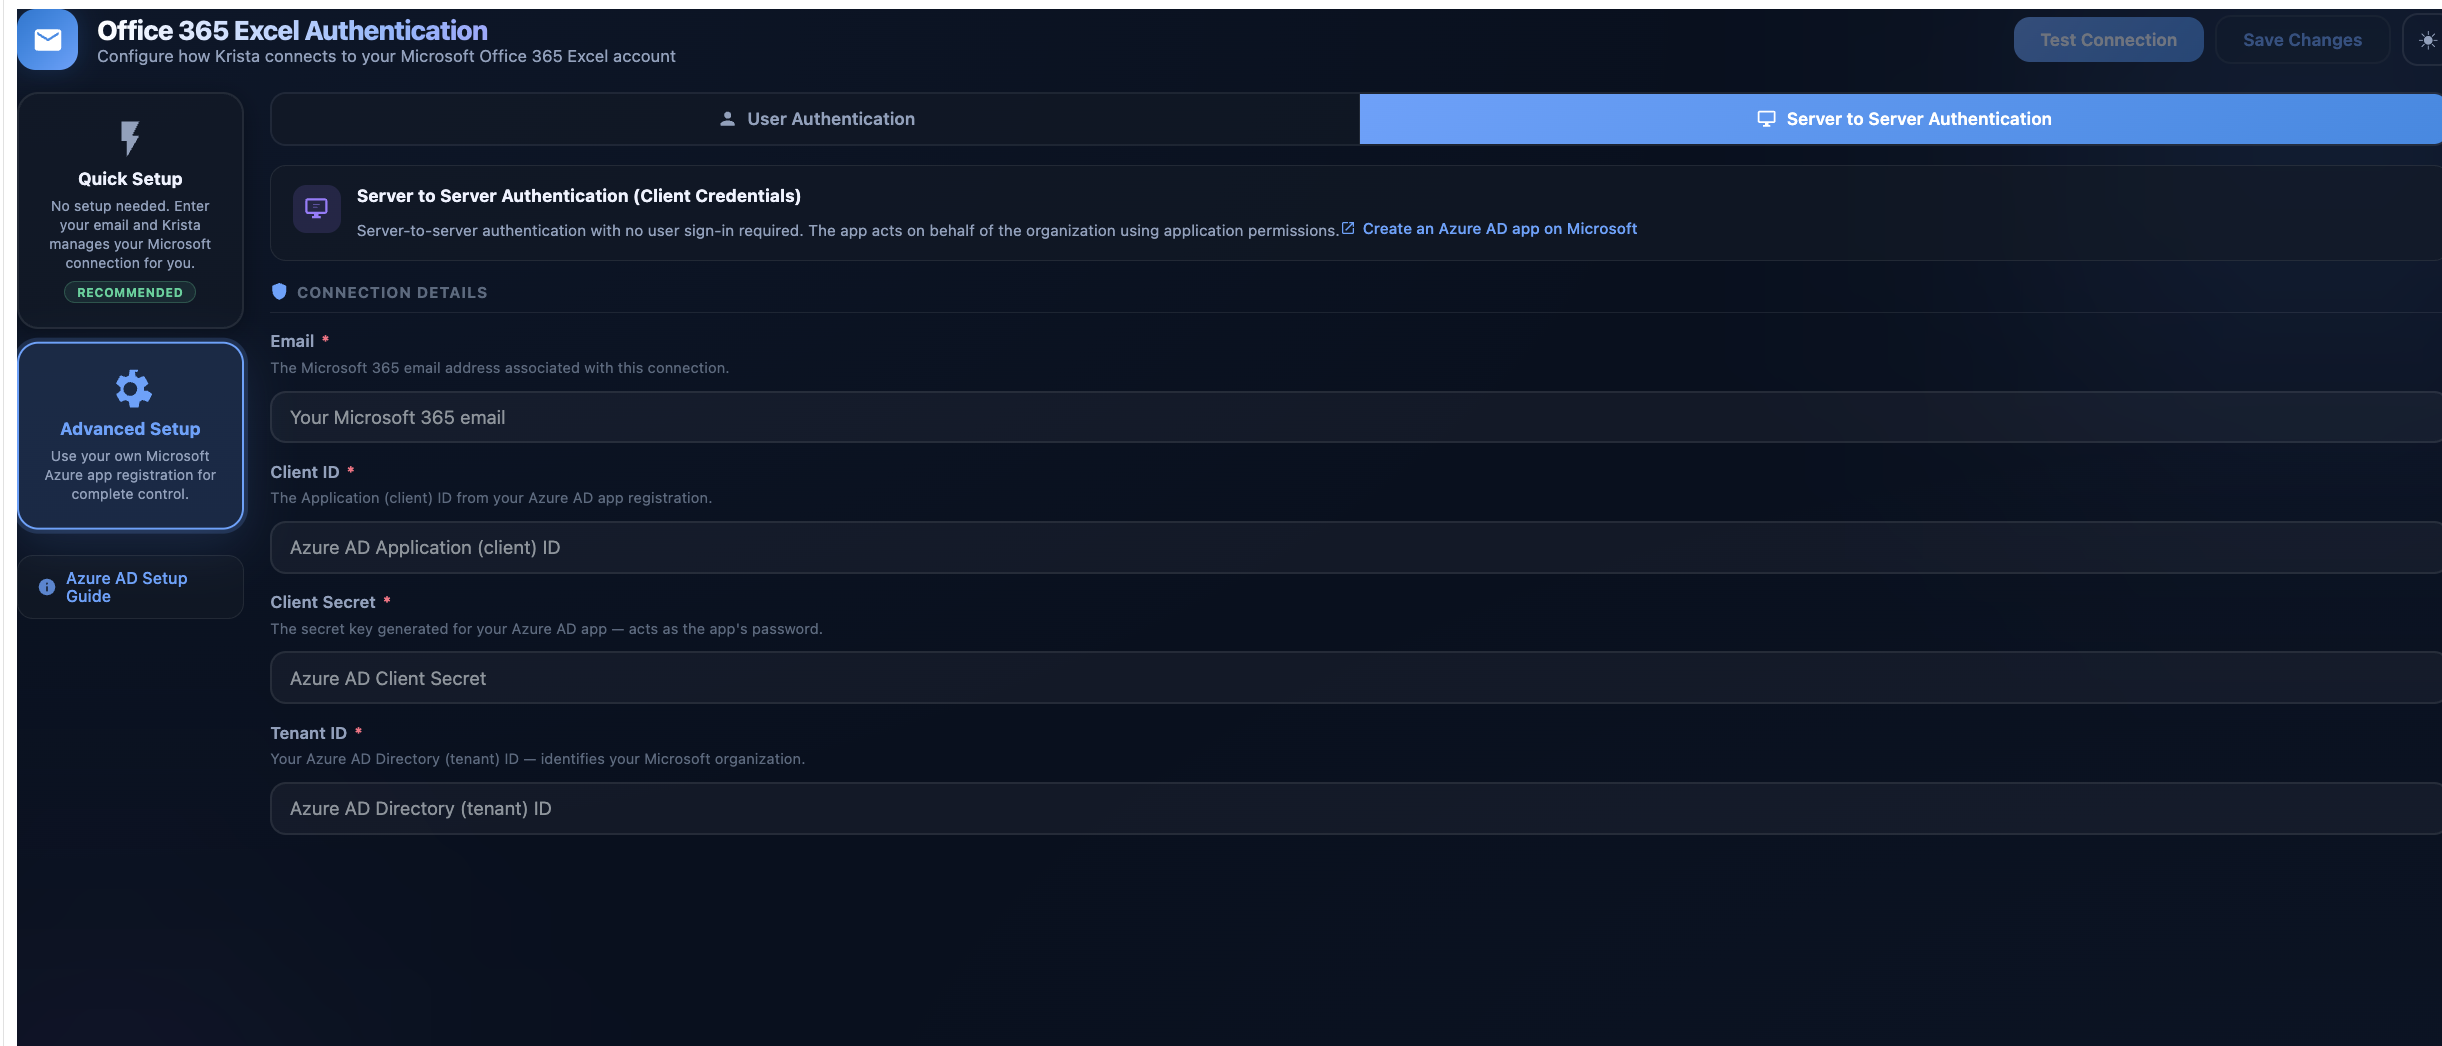 Office 365 Excel Authentication
Configure how Krista connects to your Microsoft Office 365 Excel account
Test Connection
Save Changes
Quick Setup
No setup needed. Enter
your email and Krista
manages your Microsoft
connection for you.
RECOMMENDED
Advanced Setup
Use your own Microsoft
Azure app registration for
complete control.
Azure AD Setup
Guide
User Authentication
Server to Server Authentication
Server to Server Authentication (Client Credentials)
Server-to-server authentication with no user sign-in required. The app acts on behalf of the organization using application permissions. Create an Azure AD app on Microsoft
CONNECTION DETAILS
Email *
The Microsoft 365 email address associated with this connection.
Your Microsoft 365 email
Client ID *
The Application (client) ID from your Azure AD app registration.
Azure AD Application (client) ID
Client Secret *
The secret key generated for your Azure AD app — acts as the app's password.
Azure AD Client Secret
Tenant ID *
Your Azure AD Directory (tenant) ID — identifies your Microsoft organization.
Azure AD Directory (tenant) ID